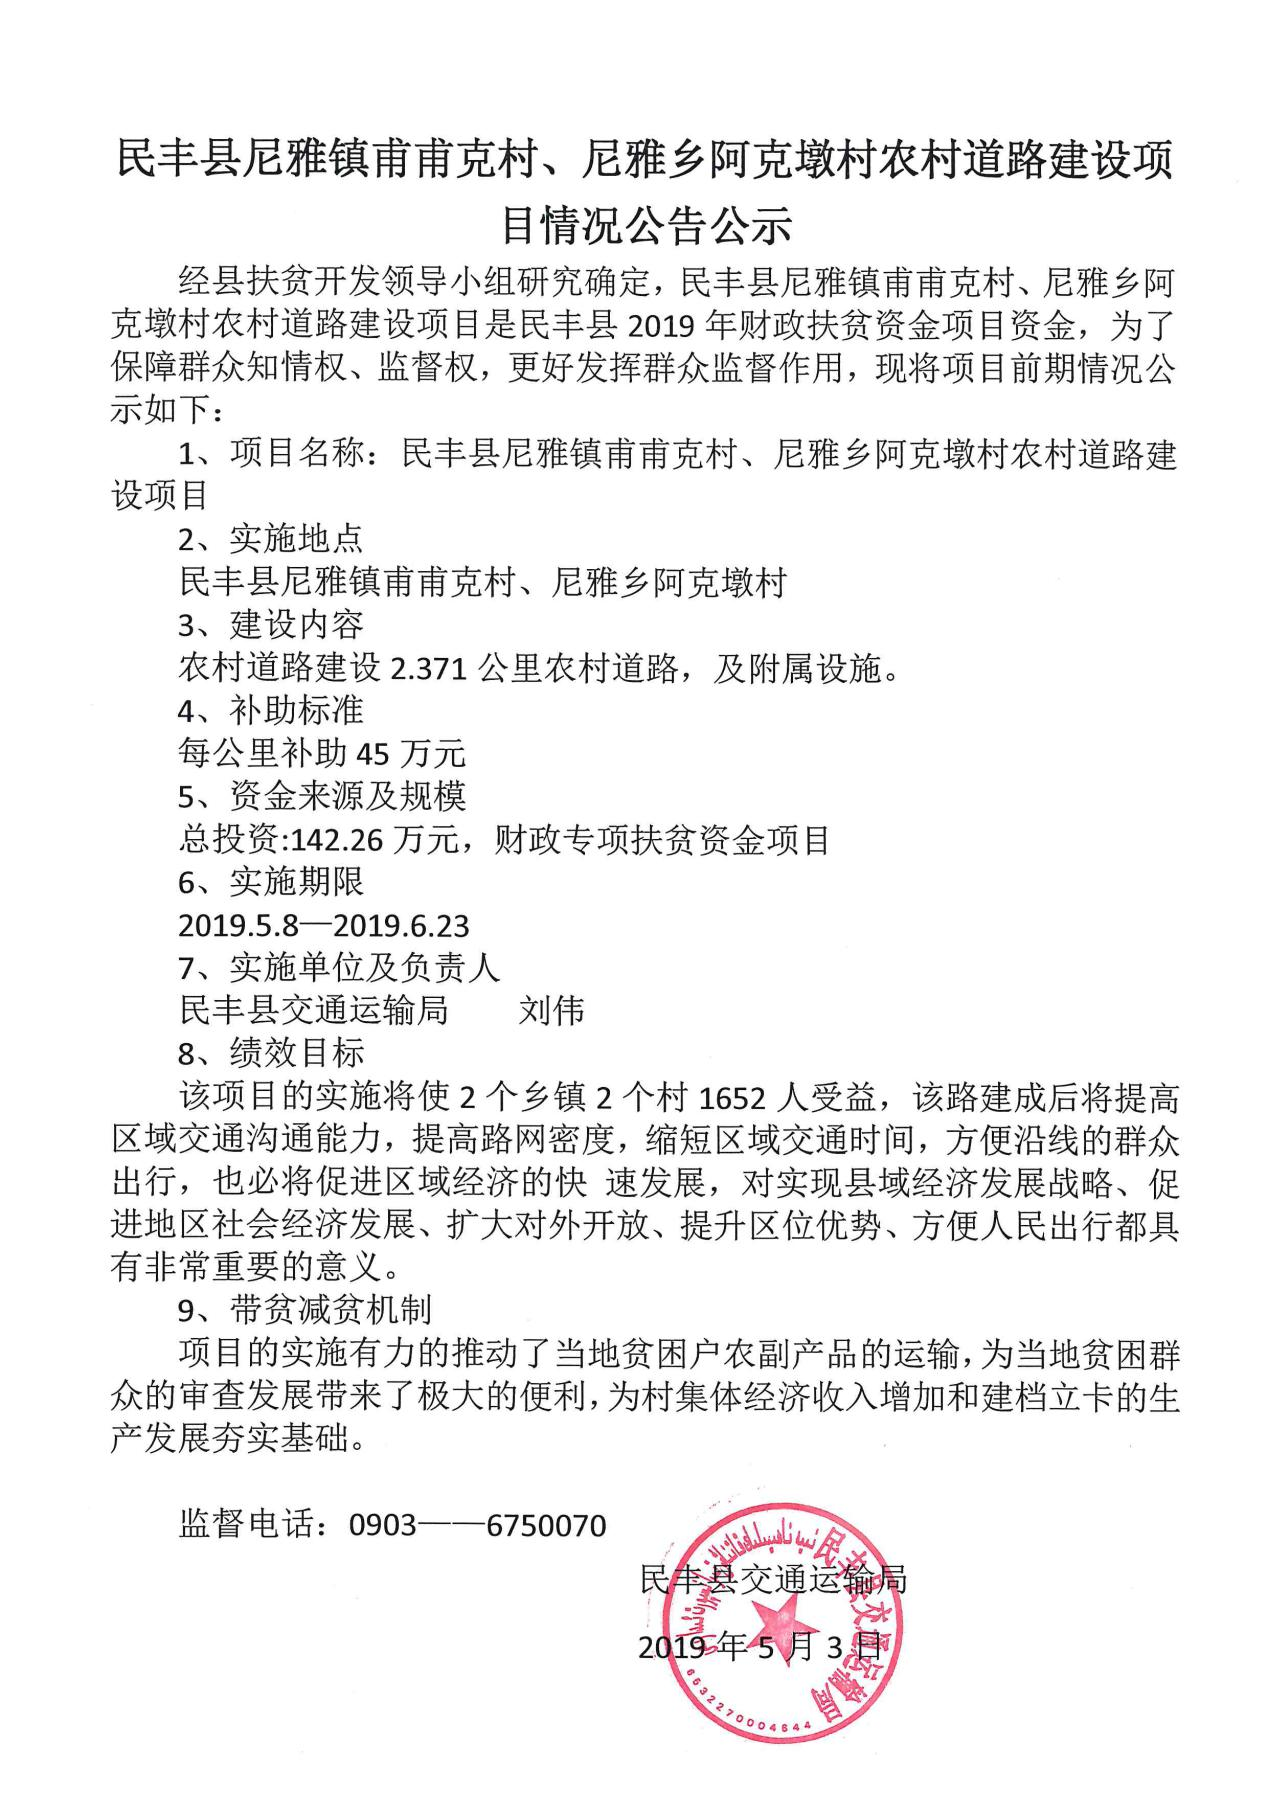 民丰县尼雅镇甫甫克村、尼雅乡阿克墩村农村道路建设项
目情况公告公示
经县扶贫开发领导小组研究确定，民丰县尼雅镇甫甫克村、尼雅乡阿
克墩村农村道路建设项目是民丰县 2019 年财政扶贫资金项目资金，为了
保障群众知情权、监督权，更好发挥群众监督作用，现将项目前期情况公
示如下：
1、项目名称：民丰县尼雅镇甫甫克村、尼雅乡阿克墩村农村道路建
设项目
2、实施地点
民丰县尼雅镇甫甫克村、尼雅乡阿克墩村
3、建设内容
农村道路建设 2.371 公里农村道路，及附属设施。
4、补助标准
每公里补助 45 万元
5、资金来源及规模
总投资:142.26 万元，财政专项扶贫资金项目
6、实施期限
2019.5.8—2019.6.23
7、实施单位及负责人
民丰县交通运输局 刘伟
8、绩效目标
该项目的实施将使 2 个乡镇 2 个村 1652 人受益，该路建成后将提高
区域交通沟通能力，提高路网密度，缩短区域交通时间，方便沿线的群众
出行，也必将促进区域经济的快 速发展，对实现县域经济发展战略、促
进地区社会经济发展、扩大对外开放、提升区位优势、方便人民出行都具
有非常重要的意义。
9、带贫减贫机制
项目的实施有力的推动了当地贫困户农副产品的运输,为当地贫困群
众的审查发展带来了极大的便利,为村集体经济收入增加和建档立卡的生
产发展夯实基础。
监督电话：0903——6750070
民丰县交通运输局
2019 年 5 月 3 日
民丰县交通运输局
6532270004644